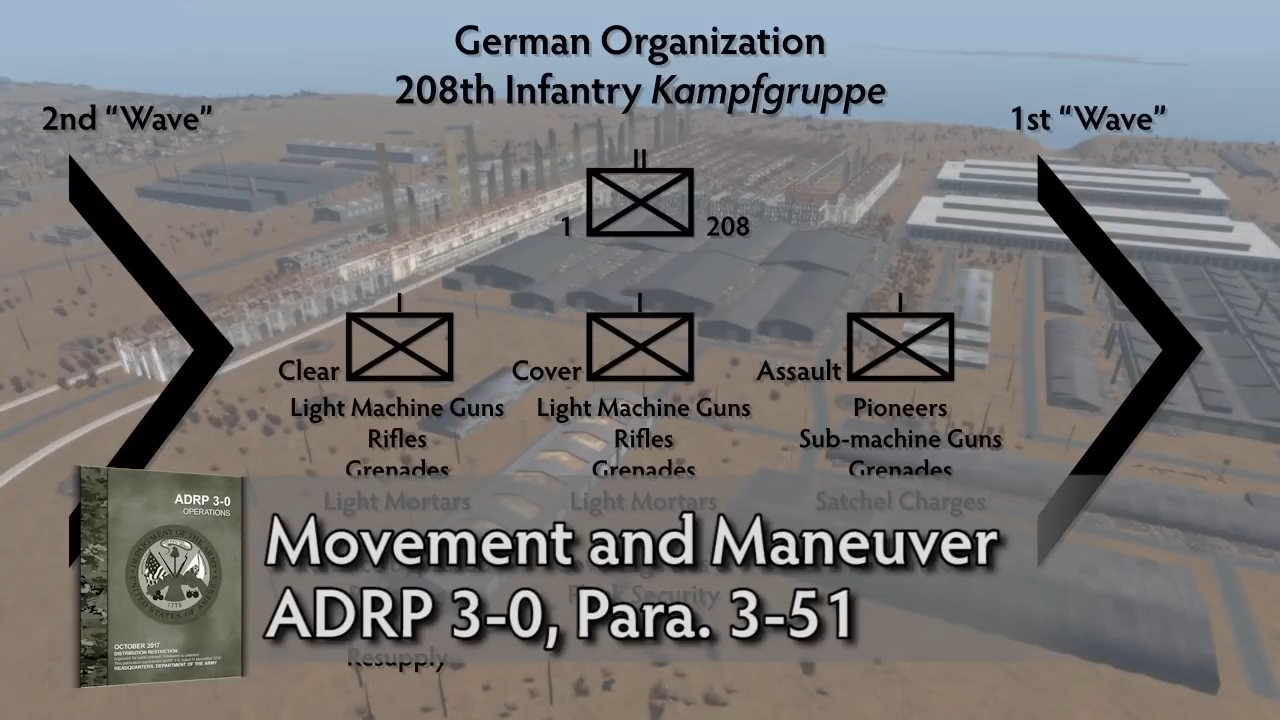 German Organization
208th Infantry Kampfgruppe
2nd “Wave”
1st “Wave”
1
208
Clear
Cover
Assault
Light Machine Guns
Rifles
Grenades
Light Mortars
Light Machine Guns
Rifles
Grenades
Light Mortars
Pioneers
Sub-machine Guns
Grenades
Satchel Charges
Security
Resupply
ADRP 3-0
OPERATIONS
1775
OCTOBER 2017
DISTRIBUTION RESTRICTION:
HEADQUARTERS, DEPARTMENT OF THE ARMY
Movement and Maneuver
ADRP 3-0, Para. 3-51